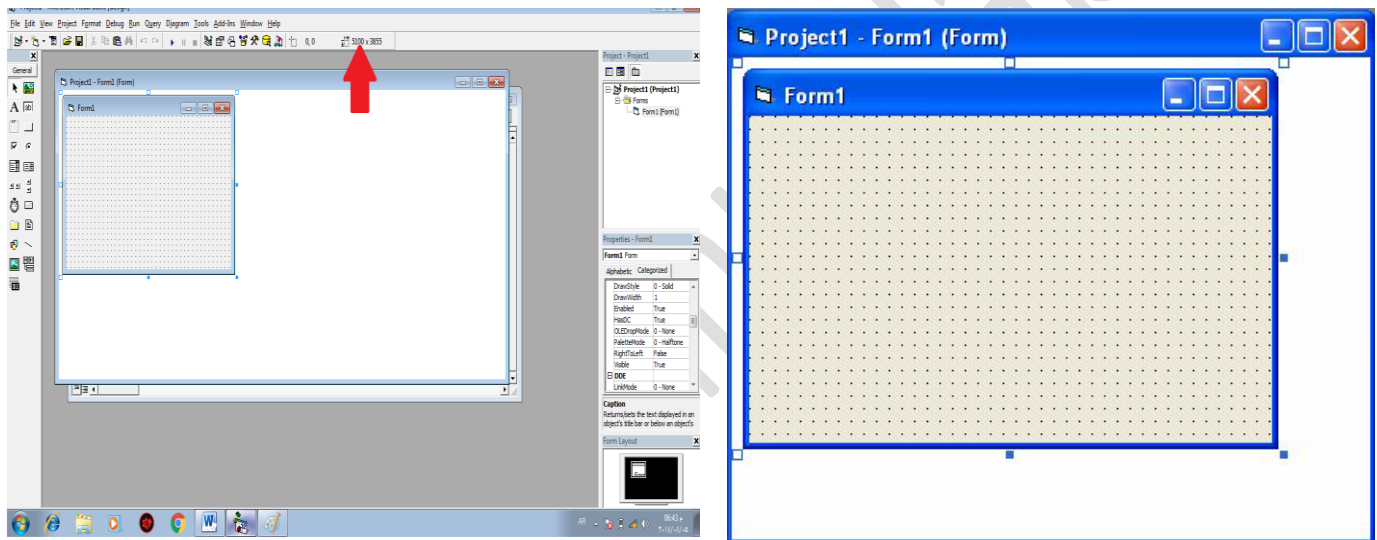 File Edit View Project Format Debug Run Query Diagram Tools Add-Ins Window Help
0,0
5100 x 3855
General
A
ab
Project1 - Form1 (Form)
Form1
Project - Project1
Project1 (Project1)
Forms
Form1 (Form1)
Properties - Form1
Form1 Form
Alphabetic Categorized
DrawStyle 0 - Solid
DrawWidth 1
Enabled True
HasDC True
OLEDropMode 0 - None
PaletteMode 0 - Halftone
RightToLeft False
Visible True
DDE
LinkMode 0 - None
Caption
Returns/sets the text displayed in an
object's title bar or below an object's
Form Layout
06:43 م
Project1 - Form1 (Form)
Form1